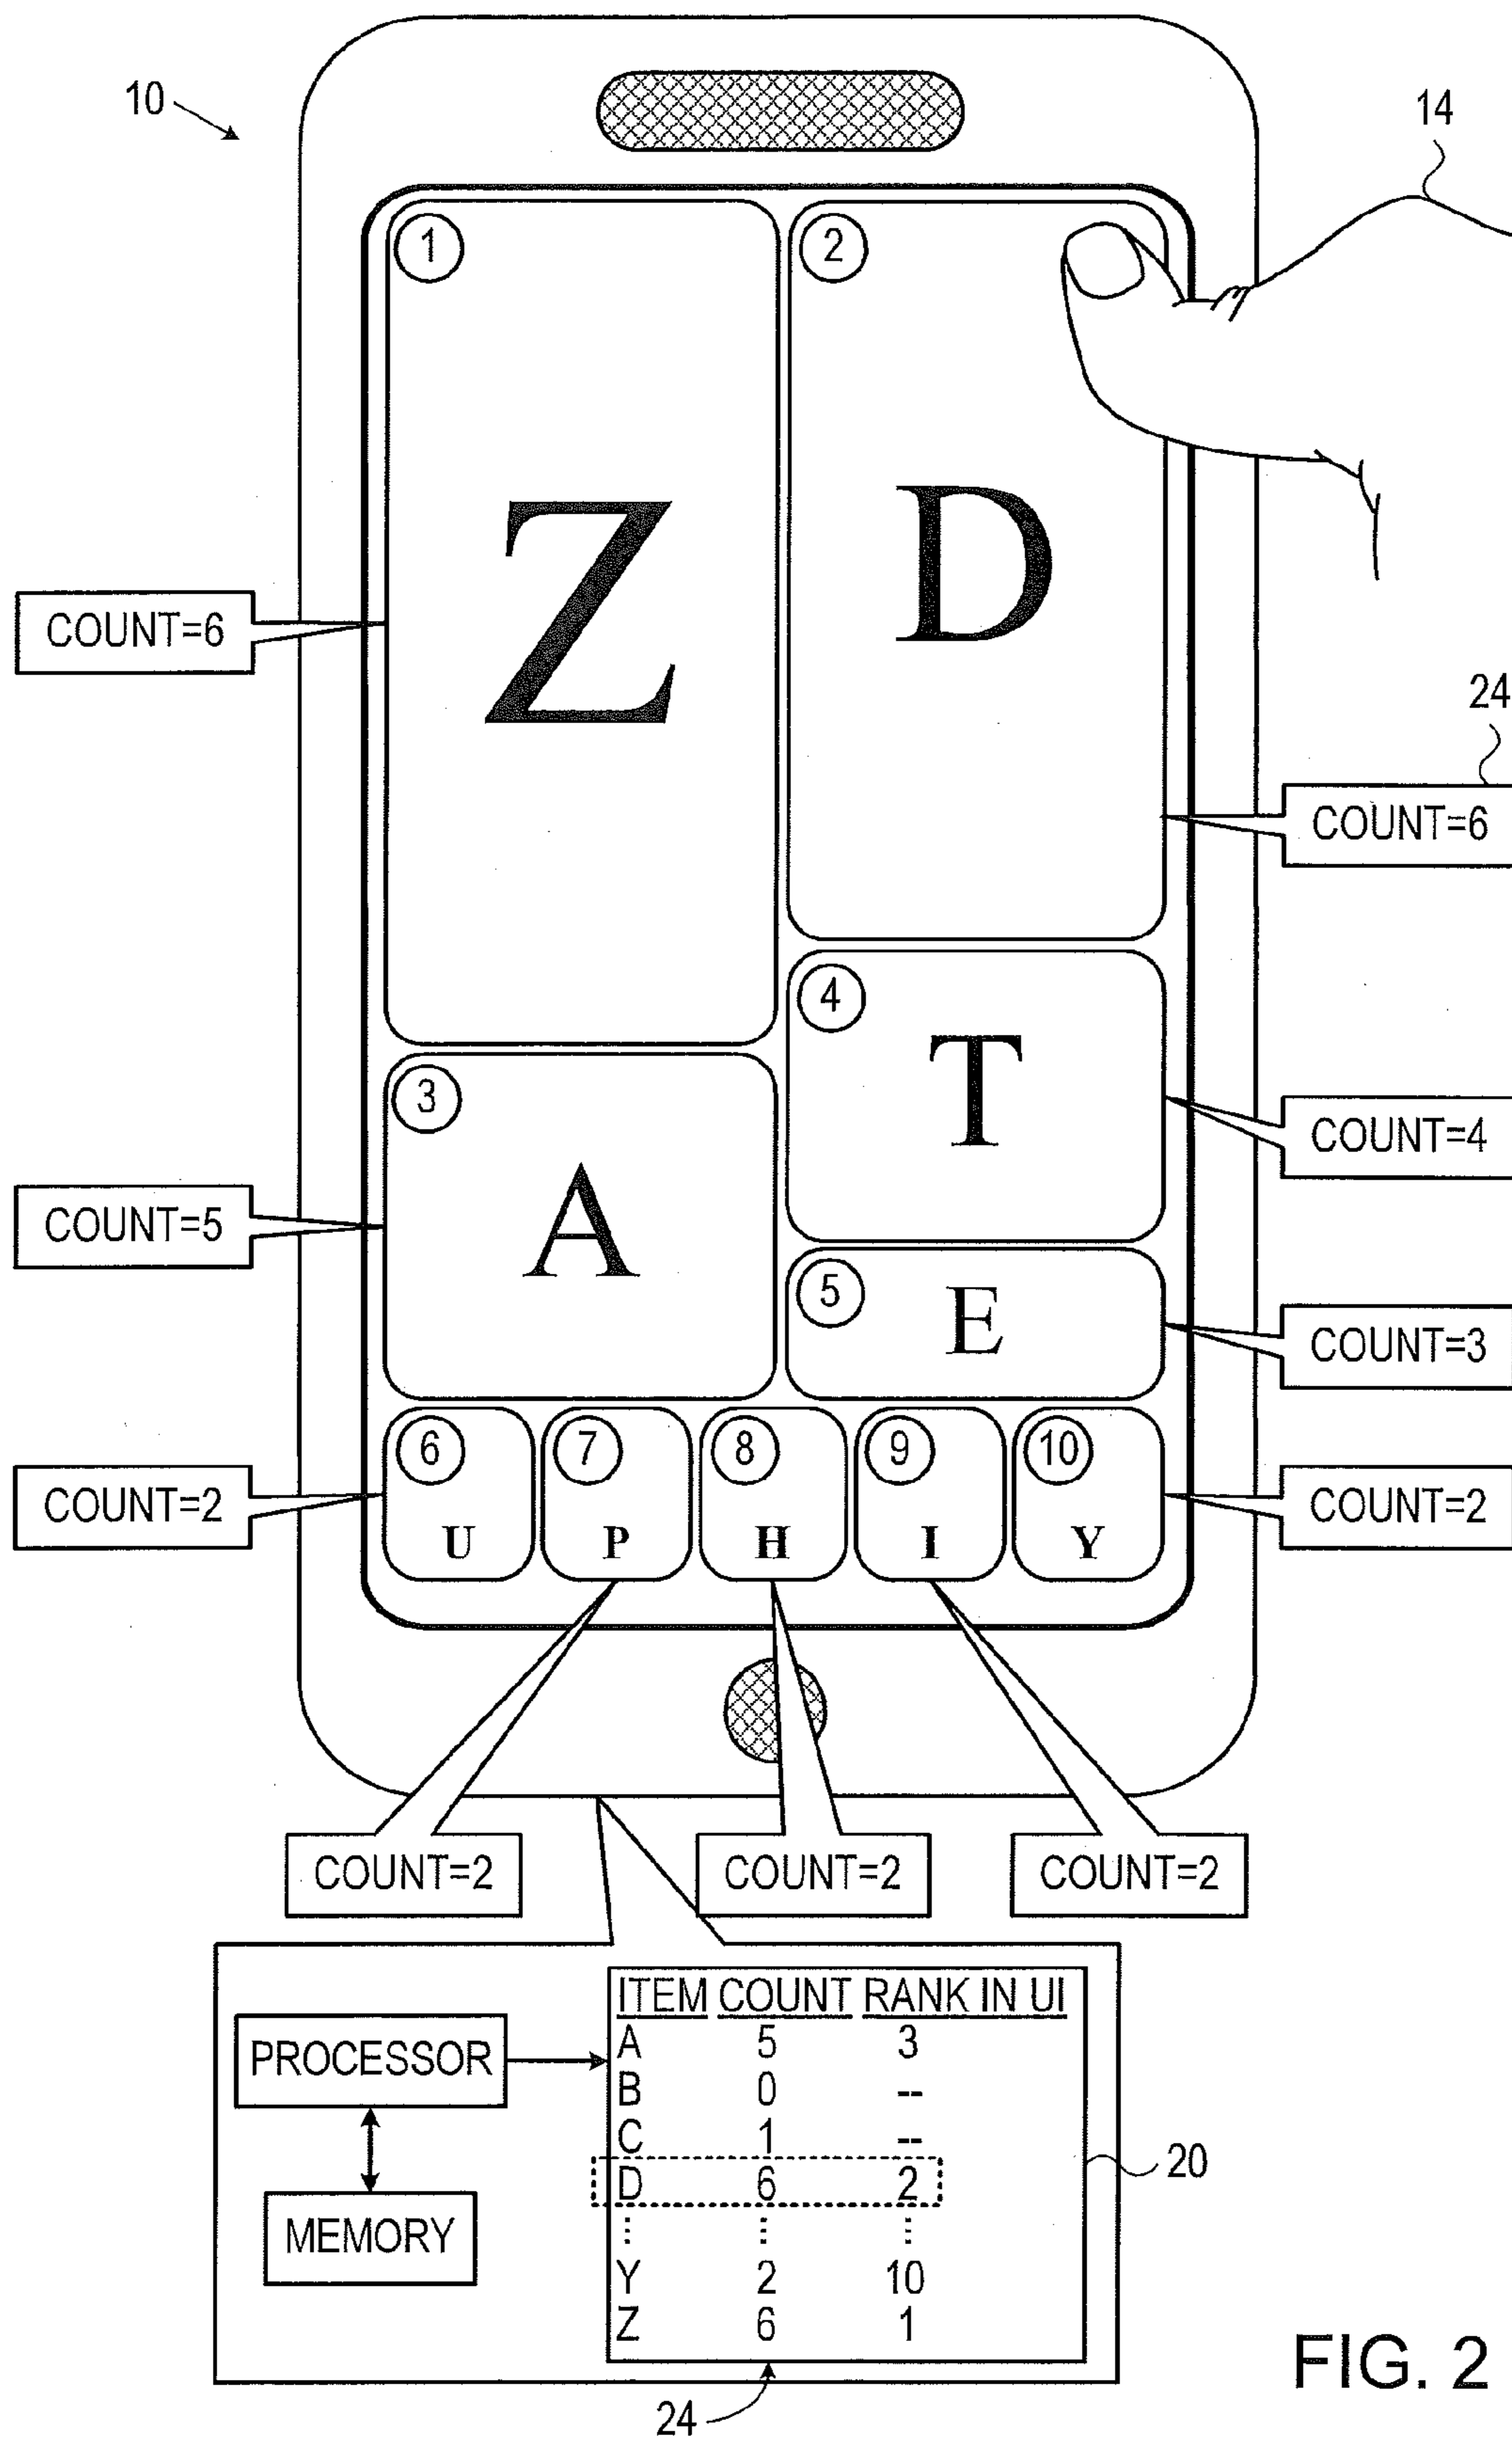 10
14
1
2
Z
D
COUNT=6
24
COUNT=6
4
T
3
A
COUNT=4
COUNT=5
5
E
COUNT=3
6
7
8
9
10
COUNT=2
U
P
H
I
Y
COUNT=2
COUNT=2
COUNT=2
COUNT=2
ITEM COUNT RANK IN UI
A 5 3
B 0 --
C 1 --
D 6 2
⋮ ⋮ ⋮
Y 2 10
Z 6 1
PROCESSOR
MEMORY
20
24
FIG. 2